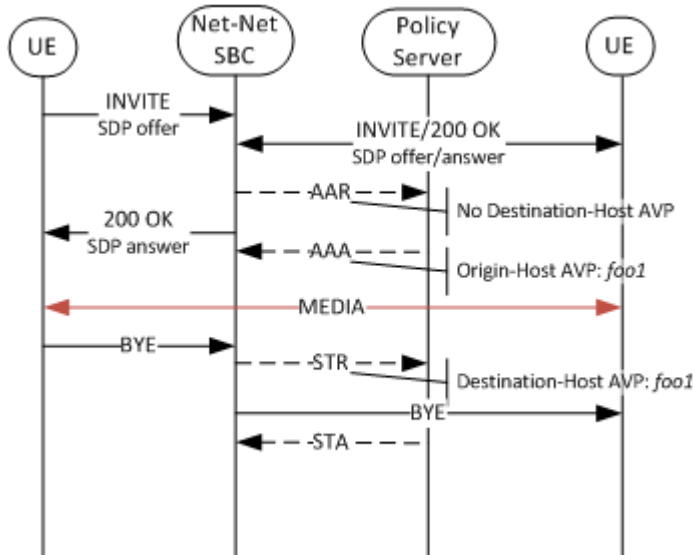 UE
Net-Net
SBC
Policy
Server
UE
INVITE
SDP offer
INVITE/200 OK
SDP offer/answer
AAR
No Destination-Host AVP
200 OK
SDP answer
AAA
Origin-Host AVP: foo1
MEDIA
BYE
STR
Destination-Host AVP: foo1
BYE
STA